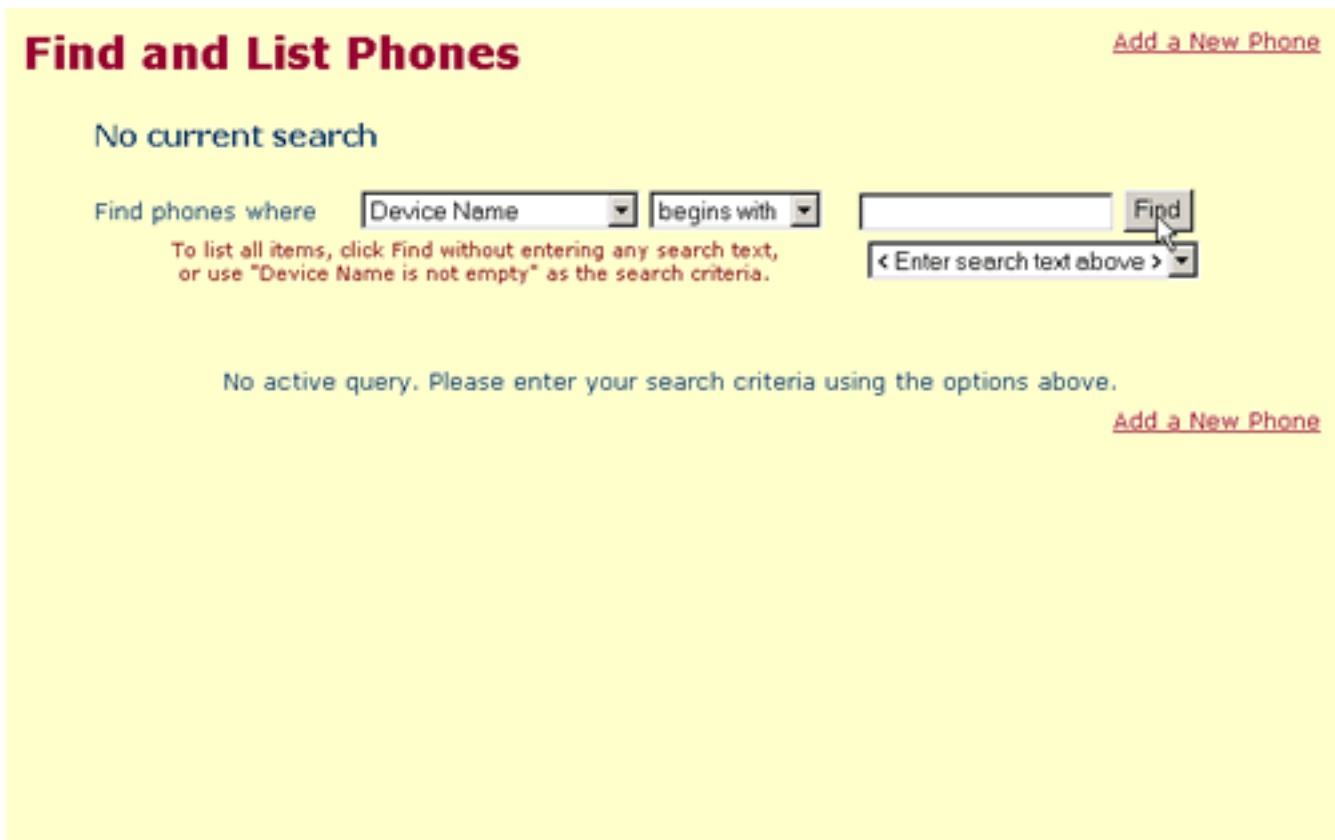 Find and List Phones
Add a New Phone
No current search
Find phones where Device Name begins with Find
To list all items, click Find without entering any search text,
or use "Device Name is not empty" as the search criteria.
< Enter search text above >
No active query. Please enter your search criteria using the options above.
Add a New Phone